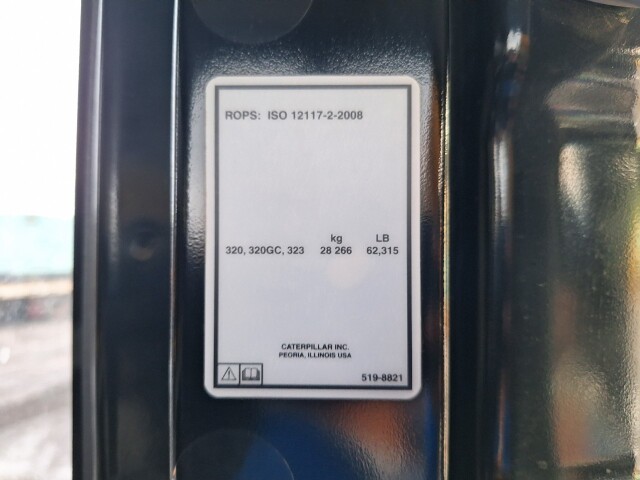 ROPS: ISO 12117-2-2008
kg LB
320, 320GC, 323 28 266 62,315
CATERPILLAR INC.
PEORIA, ILLINOIS USA
519-8821